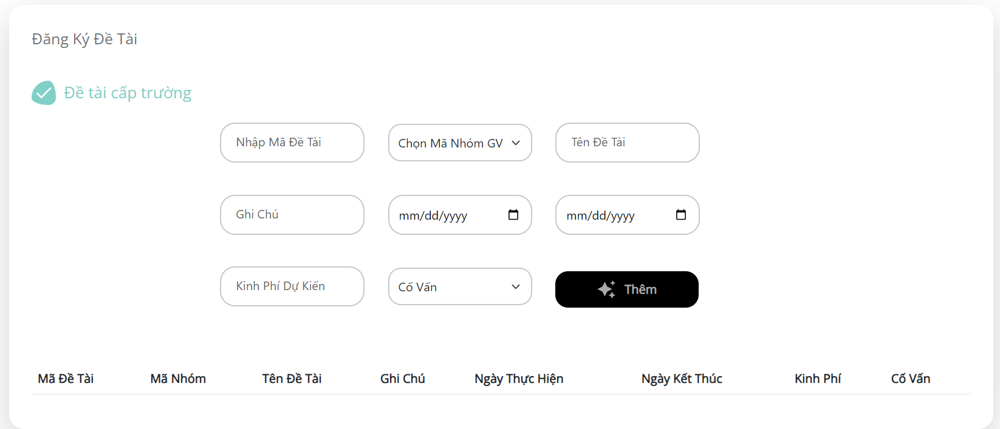 Đăng Ký Đề Tài
Đề tài cấp trường
Nhập Mã Đề Tài
Chọn Mã Nhóm GV
Tên Đề Tài
Ghi Chú
mm/dd/yyyy
mm/dd/yyyy
Kinh Phí Dự Kiến
Cố Vấn
Thêm
Mã Đề Tài Mã Nhóm Tên Đề Tài Ghi Chú Ngày Thực Hiện Ngày Kết Thúc Kinh Phí Cố Vấn